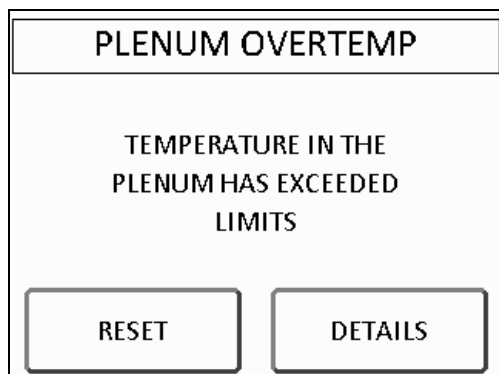 PLENUM OVERTEMP
TEMPERATURE IN THE
PLENUM HAS EXCEEDED
LIMITS
RESET
DETAILS